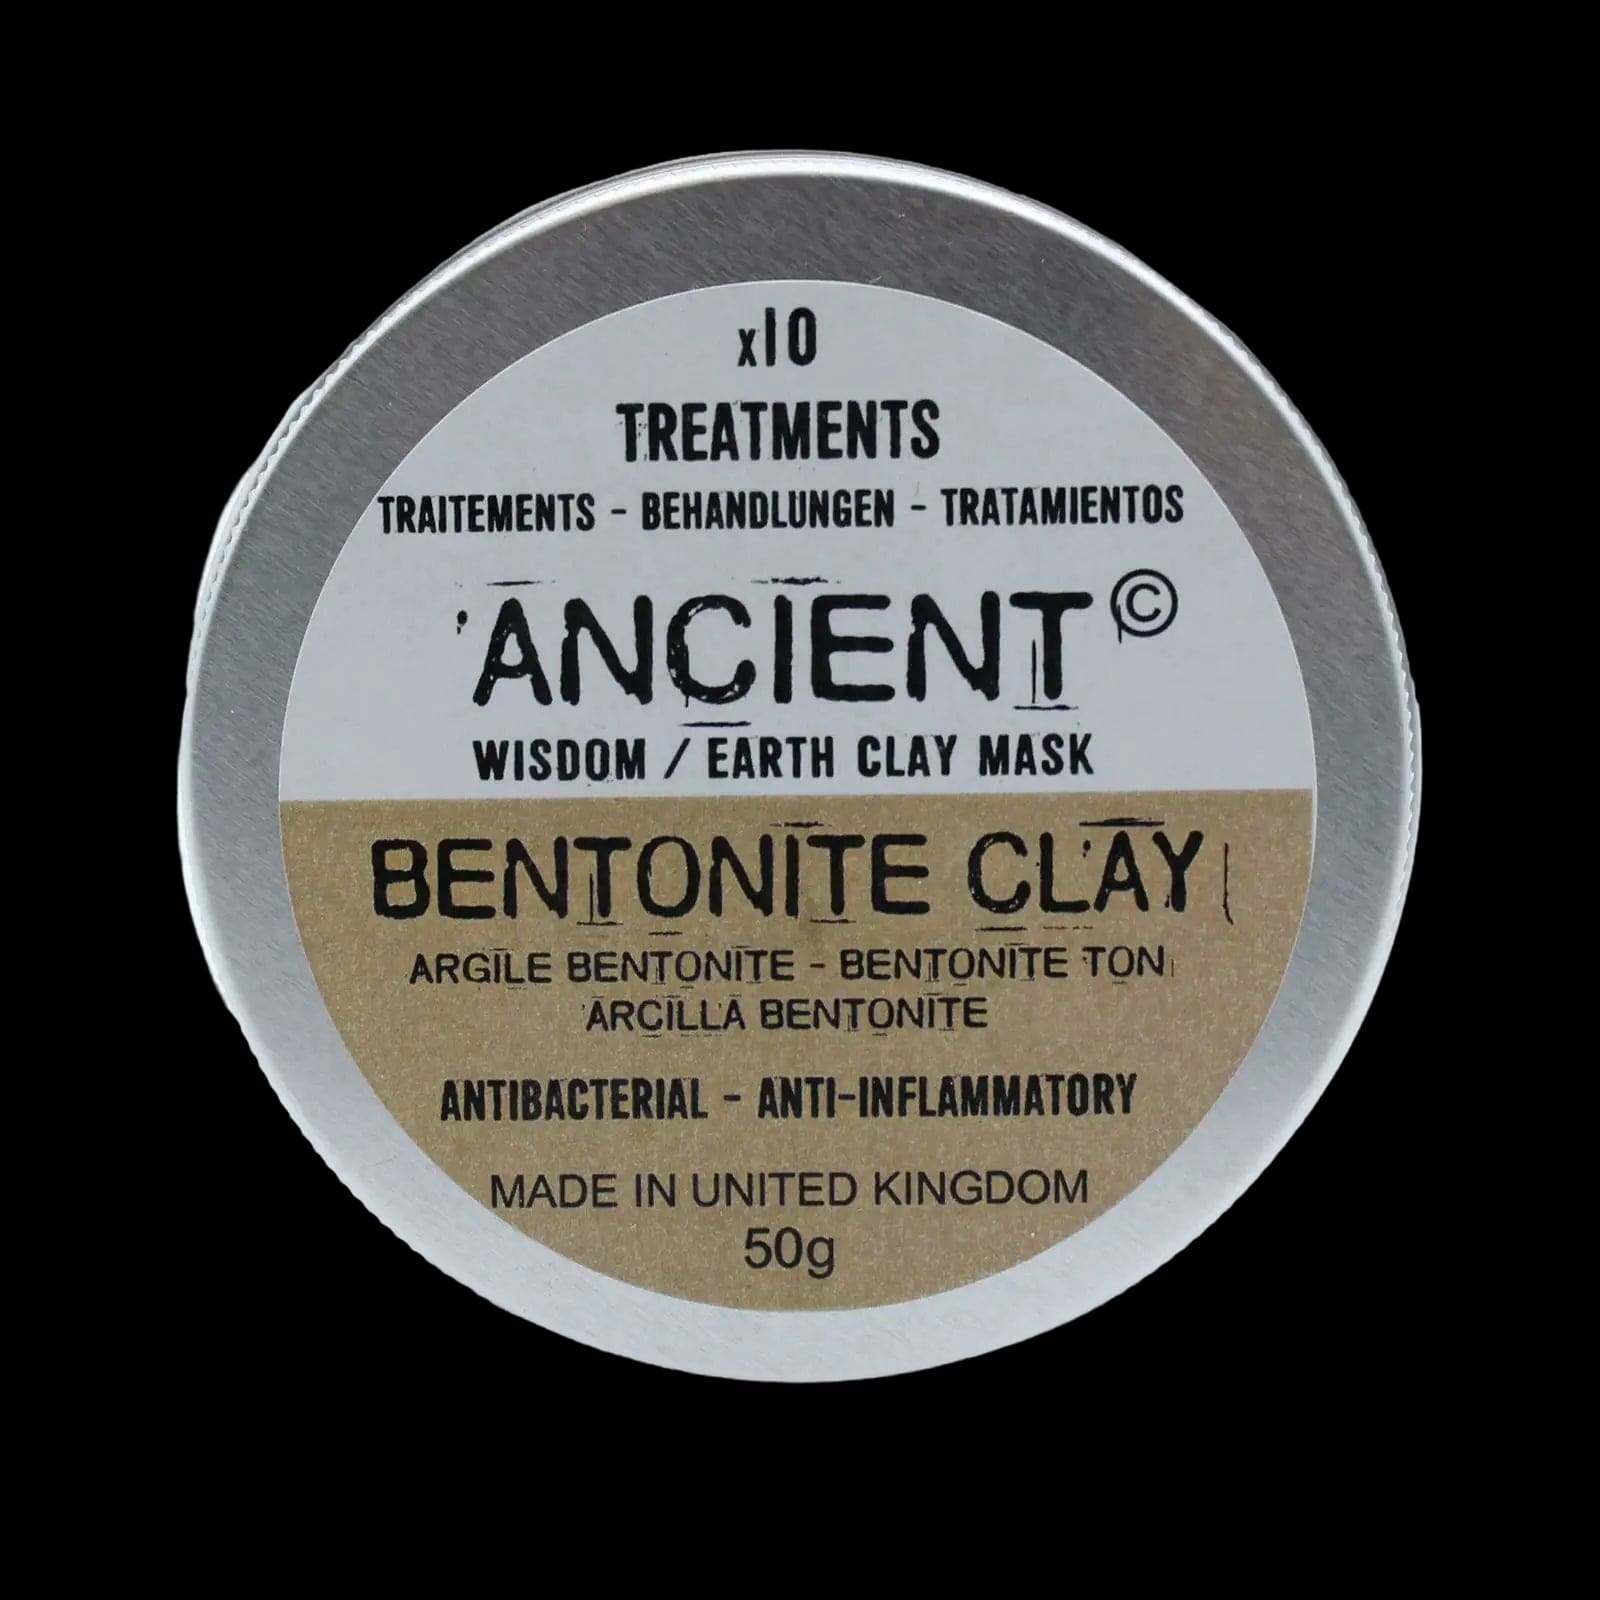 x10
TREATMENTS
TRAITEMENTS - BEHANDLUNGEN - TRATAMIENTOS
ANCIENT©
WISDOM / EARTH CLAY MASK
BENTONITE CLAY
ARGILE BENTONITE - BENTONITE TON
ARCILLA BENTONITE
ANTIBACTERIAL - ANTI-INFLAMMATORY
MADE IN UNITED KINGDOM
50g